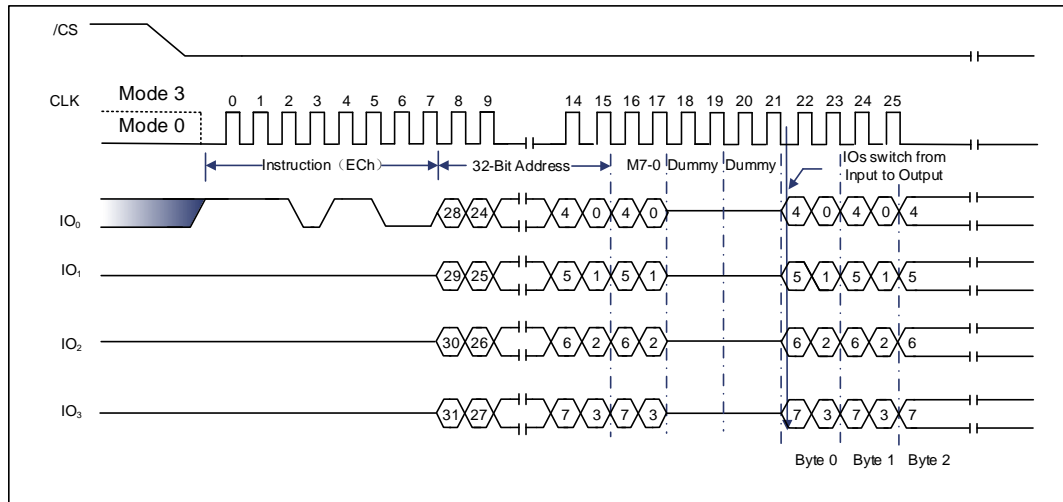 /CS
CLK Mode 3
Mode 0
0 1 2 3 4 5 6 7 8 9 14 15 16 17 18 19 20 21 22 23 24 25
Instruction（ECh） 32-Bit Address M7-0 Dummy Dummy
IOs switch from
Input to Output
IO0 28 24 4 0 4 0 4 0 4 0 4
IO1 29 25 5 1 5 1 5 1 5 1 5
IO2 30 26 6 2 6 2 6 2 6 2 6
IO3 31 27 7 3 7 3 7 3 7 3 7
Byte 0 Byte 1 Byte 2